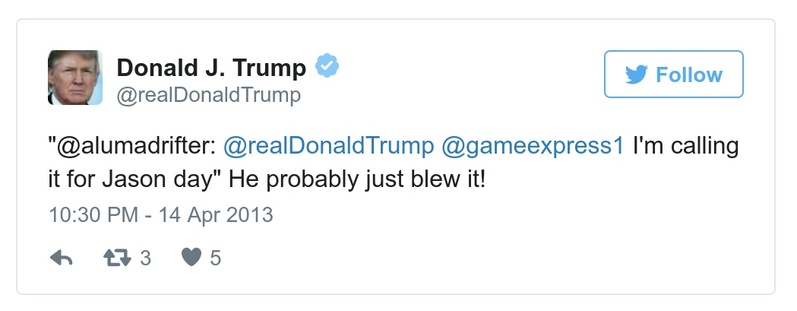 Donald J. Trump
@realDonaldTrump
Follow
"@alumadrifter: @realDonaldTrump @gameexpress1 I'm calling
it for Jason day" He probably just blew it!
10:30 PM - 14 Apr 2013
3 5